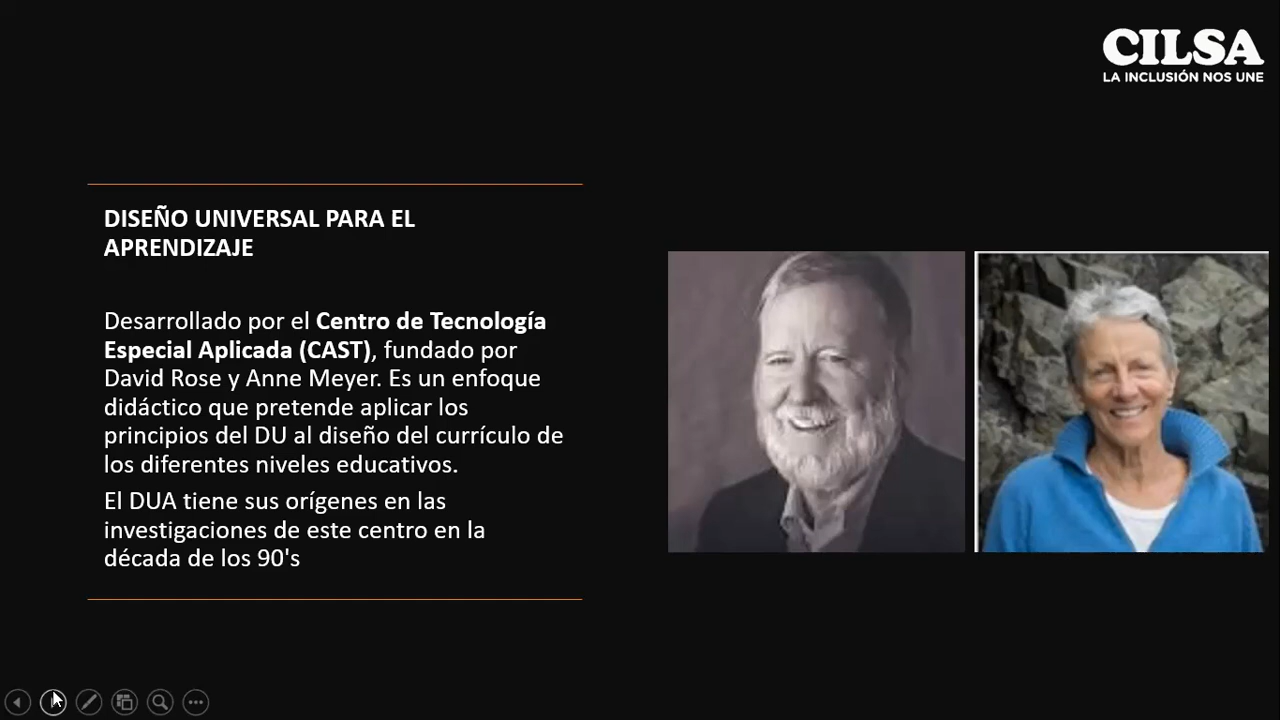 CILSA
LA INCLUSIÓN NOS UNE
DISEÑO UNIVERSAL PARA EL
APRENDIZAJE
Desarrollado por el Centro de Tecnología
Especial Aplicada (CAST), fundado por
David Rose y Anne Meyer. Es un enfoque
didáctico que pretende aplicar los
principios del DU al diseño del currículo de
los diferentes niveles educativos.
El DUA tiene sus orígenes en las
investigaciones de este centro en la
década de los 90's